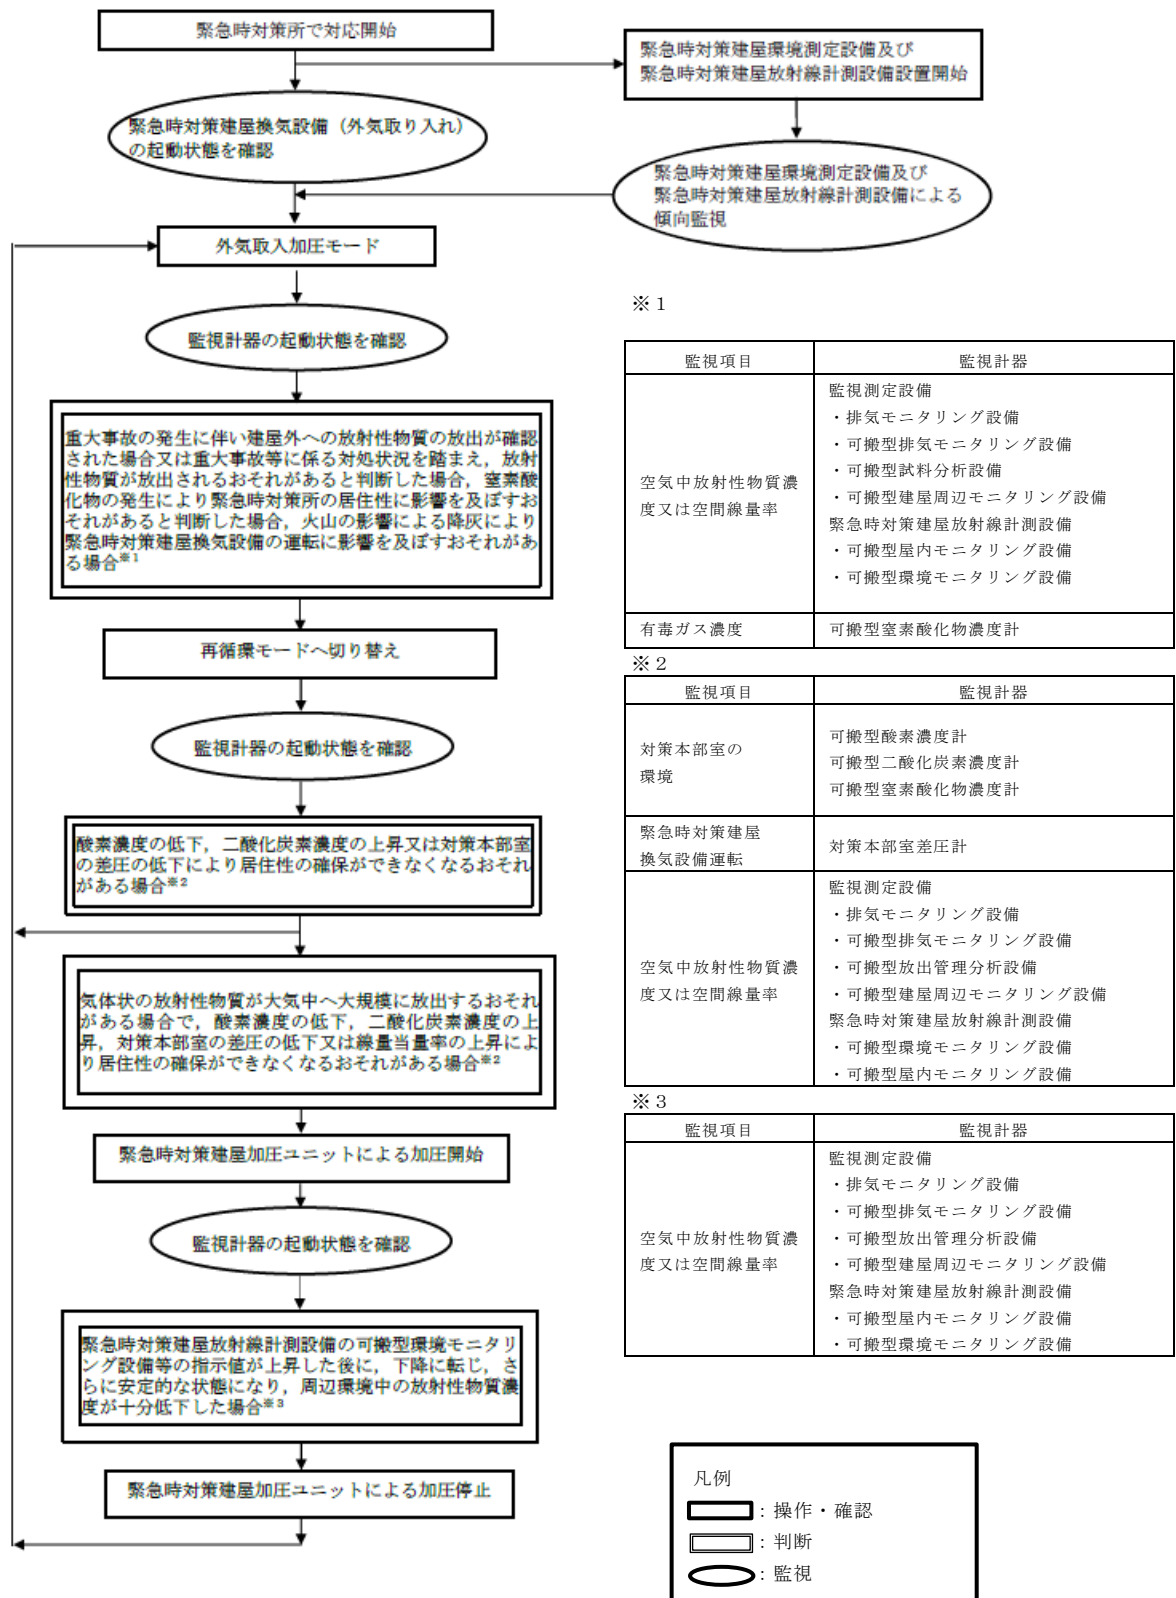 緊急時対策所で対応開始
緊急時対策建屋環境測定設備及び
緊急時対策建屋放射線計測設備設置開始
緊急時対策建屋換気設備（外気取り入れ）
の起動状態を確認
緊急時対策建屋環境測定設備及び
緊急時対策建屋放射線計測設備による
傾向監視
外気取入加圧モード
監視計器の起動状態を確認
重大事故の発生に伴い建屋外への放射性物質の放出が確認
された場合又は重大事故等に係る対処状況を踏まえ，放射
性物質が放出されるおそれがあると判断した場合，窒素酸
化物の発生により緊急時対策所の居住性に影響を及ぼすお
それがあると判断した場合，火山の影響による降灰により
緊急時対策建屋換気設備の運転に影響を及ぼすおそれがあ
る場合※1
再循環モードへ切り替え
監視計器の起動状態を確認
酸素濃度の低下，二酸化炭素濃度の上昇又は対策本部室
の差圧の低下により居住性の確保ができなくなるおそれ
がある場合※2
気体状の放射性物質が大気中へ大規模に放出するおそれ
がある場合で，酸素濃度の低下，二酸化炭素濃度の上
昇，対策本部室の差圧の低下又は線量当量率の上昇によ
り居住性の確保ができなくなるおそれがある場合※2
緊急時対策建屋加圧ユニットによる加圧開始
監視計器の起動状態を確認
緊急時対策建屋放射線計測設備の可搬型環境モニタリ
ング設備等の指示値が上昇した後に，下降に転じ，さ
らに安定的な状態になり，周辺環境中の放射性物質濃
度が十分低下した場合※3
緊急時対策建屋加圧ユニットによる加圧停止
※１
監視項目
監視計器
空気中放射性物質濃
度又は空間線量率
監視測定設備
・排気モニタリング設備
・可搬型排気モニタリング設備
・可搬型試料分析設備
・可搬型建屋周辺モニタリング設備
緊急時対策建屋放射線計測設備
・可搬型屋内モニタリング設備
・可搬型環境モニタリング設備
有毒ガス濃度
可搬型窒素酸化物濃度計
※２
監視項目
監視計器
対策本部室の
環境
可搬型酸素濃度計
可搬型二酸化炭素濃度計
可搬型窒素酸化物濃度計
緊急時対策建屋
換気設備運転
対策本部室差圧計
空気中放射性物質濃
度又は空間線量率
監視測定設備
・排気モニタリング設備
・可搬型排気モニタリング設備
・可搬型放出管理分析設備
・可搬型建屋周辺モニタリング設備
緊急時対策建屋放射線計測設備
・可搬型環境モニタリング設備
・可搬型屋内モニタリング設備
※３
監視項目
監視計器
空気中放射性物質濃
度又は空間線量率
監視測定設備
・排気モニタリング設備
・可搬型排気モニタリング設備
・可搬型放出管理分析設備
・可搬型建屋周辺モニタリング設備
緊急時対策建屋放射線計測設備
・可搬型屋内モニタリング設備
・可搬型環境モニタリング設備
凡例
：操作・確認
：判断
：監視